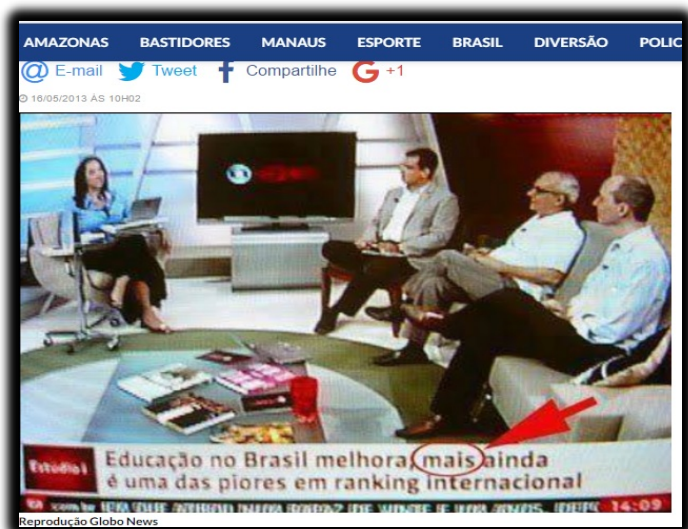 AMAZONAS BASTIDORES MANAUS ESPORTE BRASIL DIVERSÃO POLIC
@ E-mail Tweet f Compartilhe G +1
16/05/2013 ÀS 10H02
Educação no Brasil melhora, mais ainda
Estúdio i
é uma das piores em ranking internacional
14:09
Reprodução Globo News